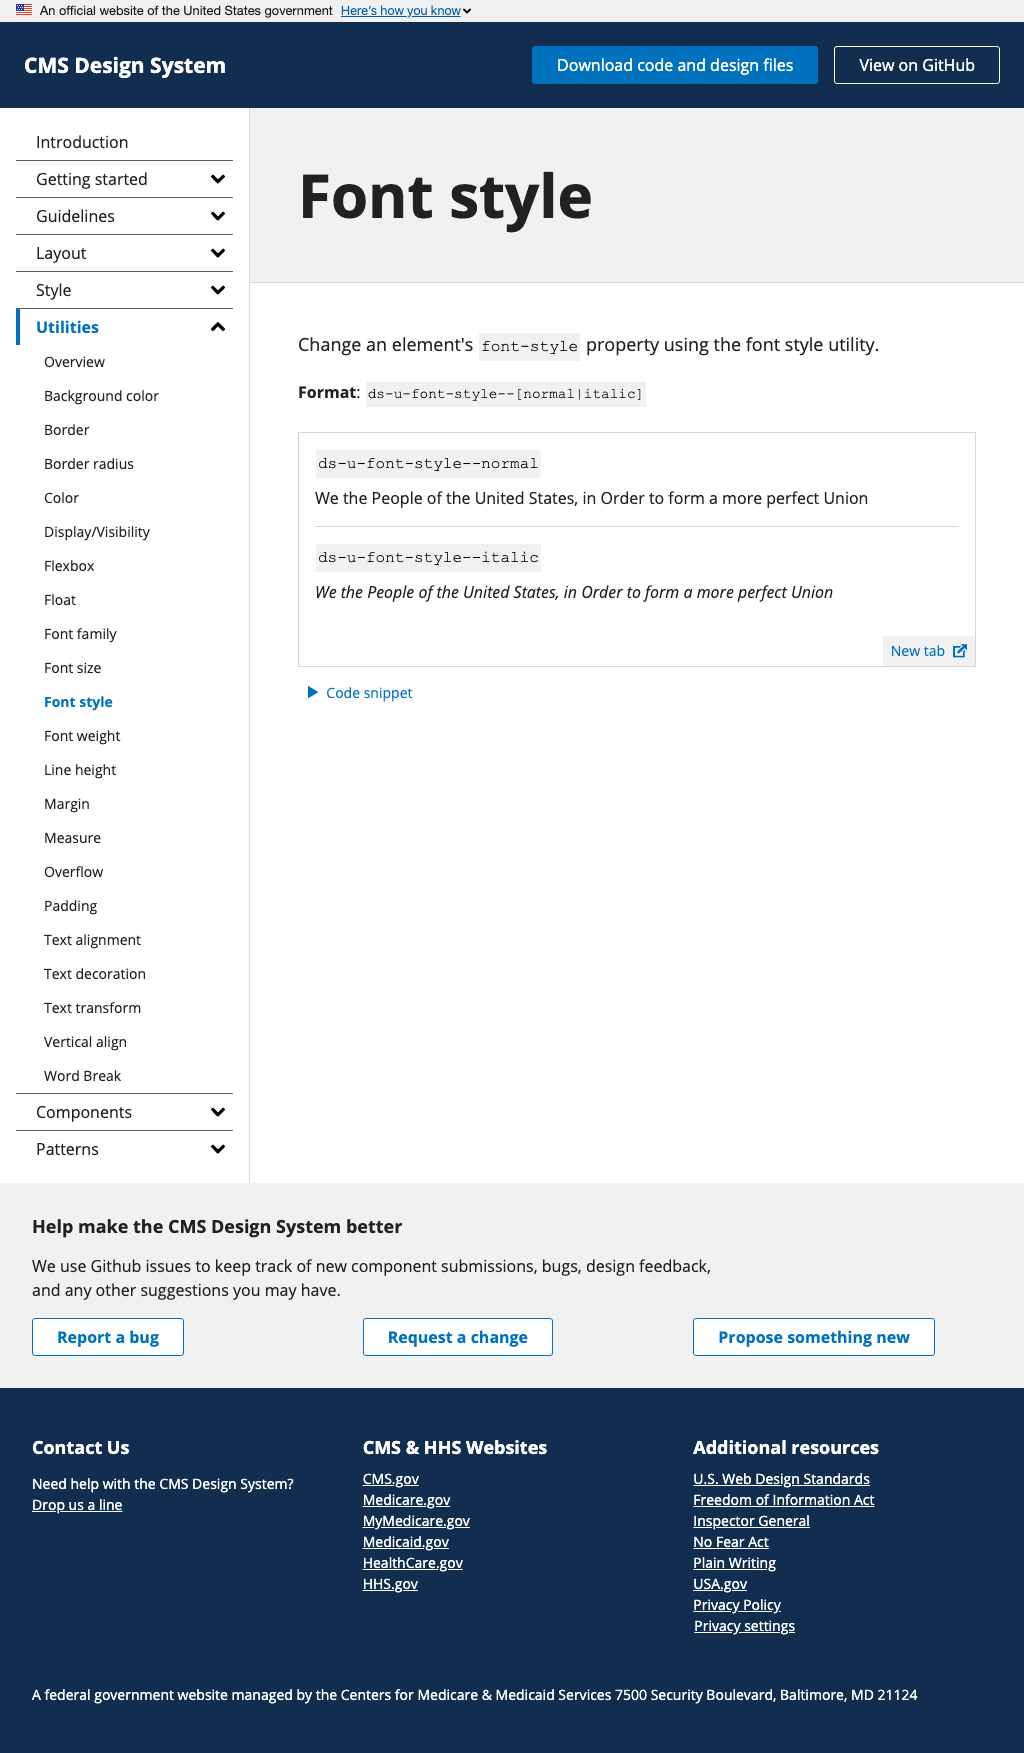 An official website of the United States government Here's how you know
CMS Design System
Download code and design files
View on GitHub
Introduction
Getting started
Guidelines
Layout
Style
Utilities
Overview
Background color
Border
Border radius
Color
Display/Visibility
Flexbox
Float
Font family
Font size
Font style
Font weight
Line height
Margin
Measure
Overflow
Padding
Text alignment
Text decoration
Text transform
Vertical align
Word Break
Components
Patterns
Font style
Change an element's font-style property using the font style utility.
Format: ds-u-font-style--[normal|italic]
ds-u-font-style--normal
We the People of the United States, in Order to form a more perfect Union
ds-u-font-style--italic
We the People of the United States, in Order to form a more perfect Union
New tab
Code snippet
Help make the CMS Design System better
We use Github issues to keep track of new component submissions, bugs, design feedback,
and any other suggestions you may have.
Report a bug
Request a change
Propose something new
Contact Us
Need help with the CMS Design System?
Drop us a line
CMS & HHS Websites
CMS.gov
Medicare.gov
MyMedicare.gov
Medicaid.gov
HealthCare.gov
HHS.gov
Additional resources
U.S. Web Design Standards
Freedom of Information Act
Inspector General
No Fear Act
Plain Writing
USA.gov
Privacy Policy
Privacy settings
A federal government website managed by the Centers for Medicare & Medicaid Services 7500 Security Boulevard, Baltimore, MD 21124